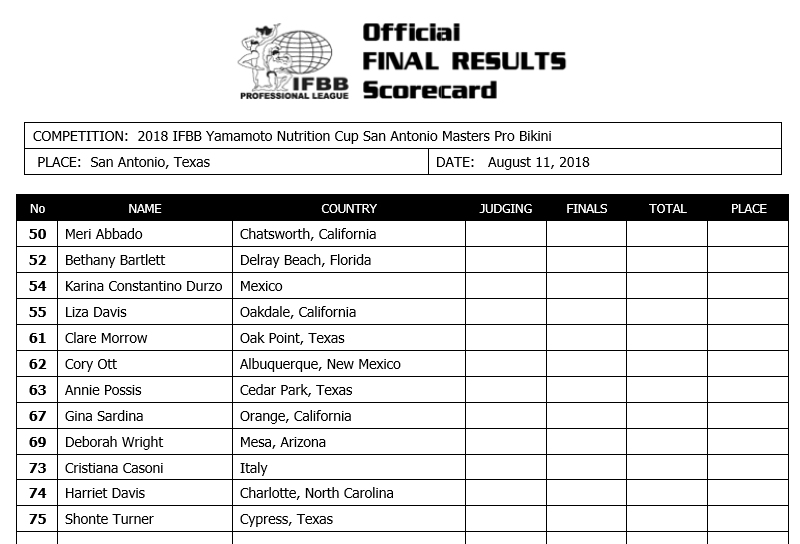 Official
FINAL RESULTS
Scorecard
IFBB
PROFESSIONAL LEAGUE
COMPETITION: 2018 IFBB Yamamoto Nutrition Cup San Antonio Masters Pro Bikini
PLACE: San Antonio, Texas DATE: August 11, 2018
No NAME COUNTRY JUDGING FINALS TOTAL PLACE
50 Meri Abbado Chatsworth, California
52 Bethany Bartlett Delray Beach, Florida
54 Karina Constantino Durzo Mexico
55 Liza Davis Oakdale, California
61 Clare Morrow Oak Point, Texas
62 Cory Ott Albuquerque, New Mexico
63 Annie Possis Cedar Park, Texas
67 Gina Sardina Orange, California
69 Deborah Wright Mesa, Arizona
73 Cristiana Casoni Italy
74 Harriet Davis Charlotte, North Carolina
75 Shonte Turner Cypress, Texas